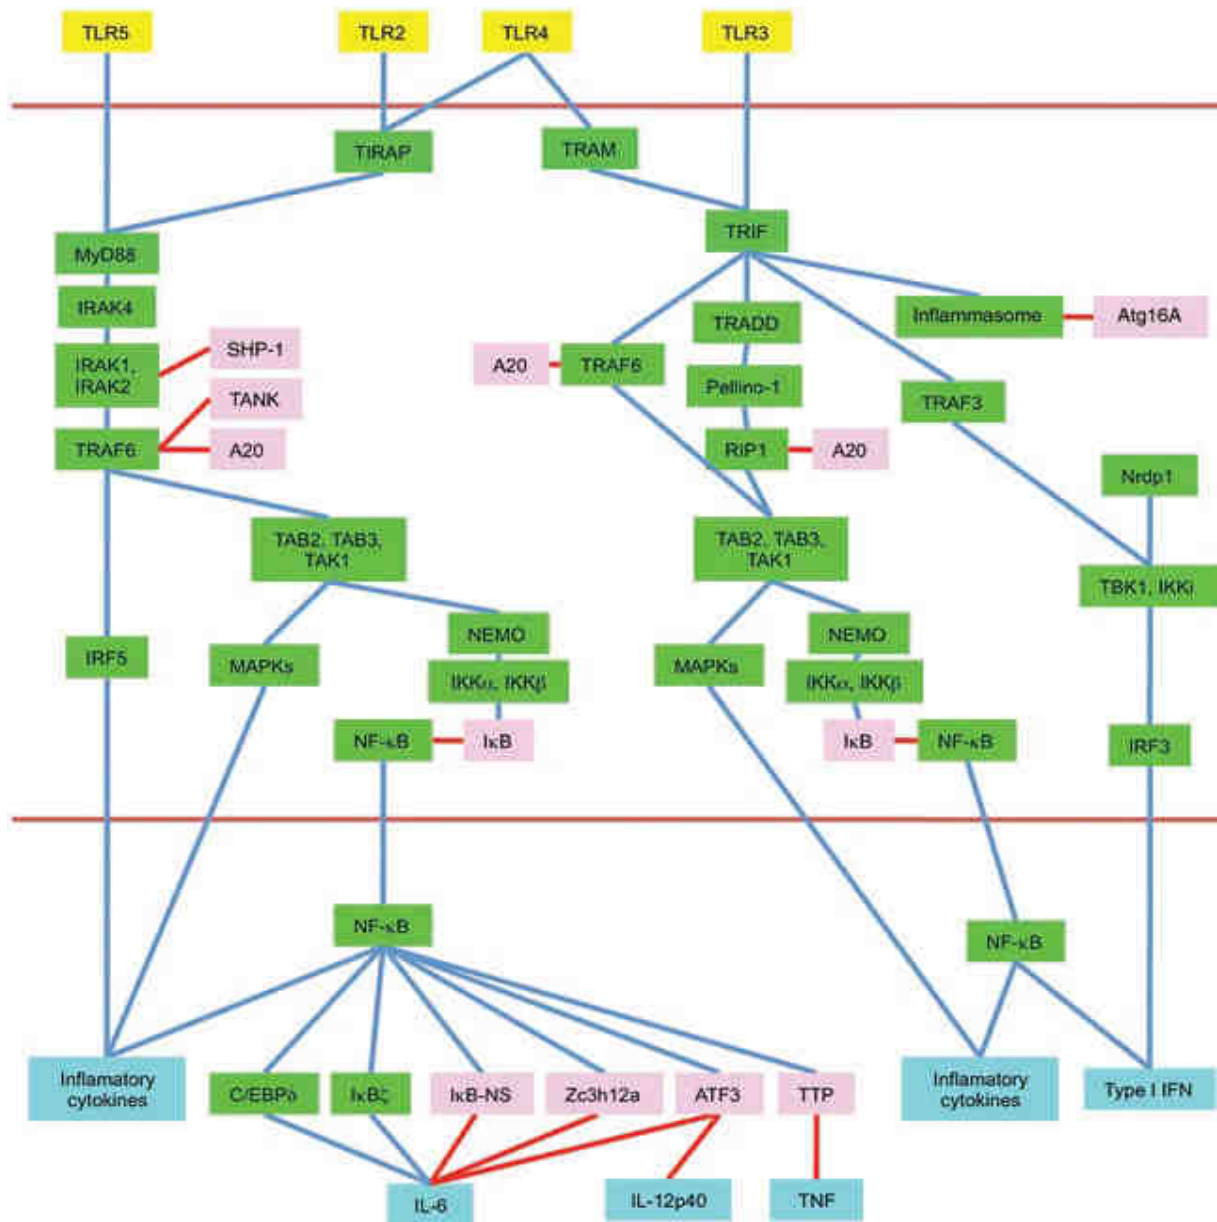 TLR5
TLR2
TLR4
TLR3
TIRAP
TRAM
TRIF
MyD88
IRAK4
Inflammasome
Atg16A
TRADD
SHP-1
IRAK1,
IRAK2
A20
TRAF6
Pellino-1
TANK
TRAF3
TRAF6
A20
RIP1
A20
Nrdp1
TAB2, TAB3,
TAK1
TAB2, TAB3,
TAK1
TBK1, IKKi
NEMO
NEMO
IRF5
MAPKs
MAPKs
IKKα, IKKβ
IKKα, IKKβ
NF-κB
IκB
IκB
NF-κB
IRF3
NF-κB
NF-κB
Inflamatory
cytokines
C/EBPδ
IκBζ
IκB-NS
Zc3h12a
ATF3
TTP
Inflamatory
cytokines
Type I IFN
IL-6
IL-12p40
TNF